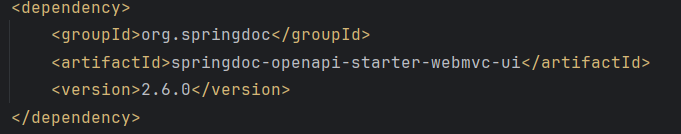 <dependency>
    <groupId>org.springdoc</groupId>
    <artifactId>springdoc-openapi-starter-webmvc-ui</artifactId>
    <version>2.6.0</version>
</dependency>